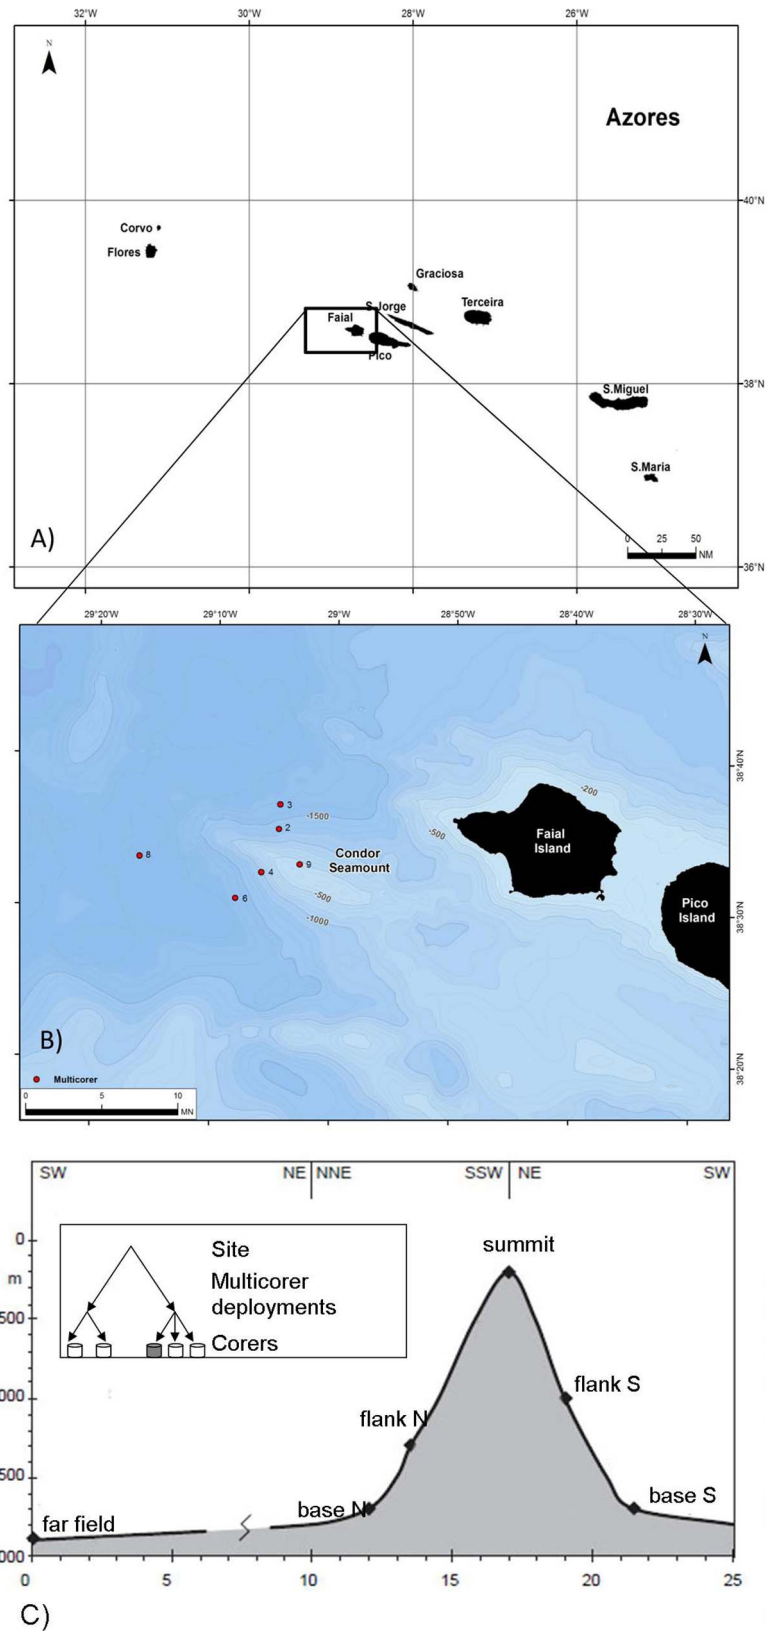 32°W 30°W 28°W 26°W
N
Azores
40°N
Corvo
Flores
Graciosa
S.Jorge
Terceira
Faial
Pico
38°N
S.Miguel
S.Maria
A)
0 25 50
NM
36°N
29°20'W 29°10'W 29°W 28°50'W 28°40'W 28°30'W
N
38°40'N
-200
3
-1500
2
-500
Faial
Island
8
Condor
Seamount
9
4
-500
6
-1000
Pico
Island
38°30'N
B)
Multicorer
38°20'N
0 5 10
MN
SW NE NNE SSW NE SW
0
m
500
000
500
000
summit
Site
Multicorer
deployments
Corers
flank S
flank N
base N
base S
far field
0 5 10 15 20 25
C)